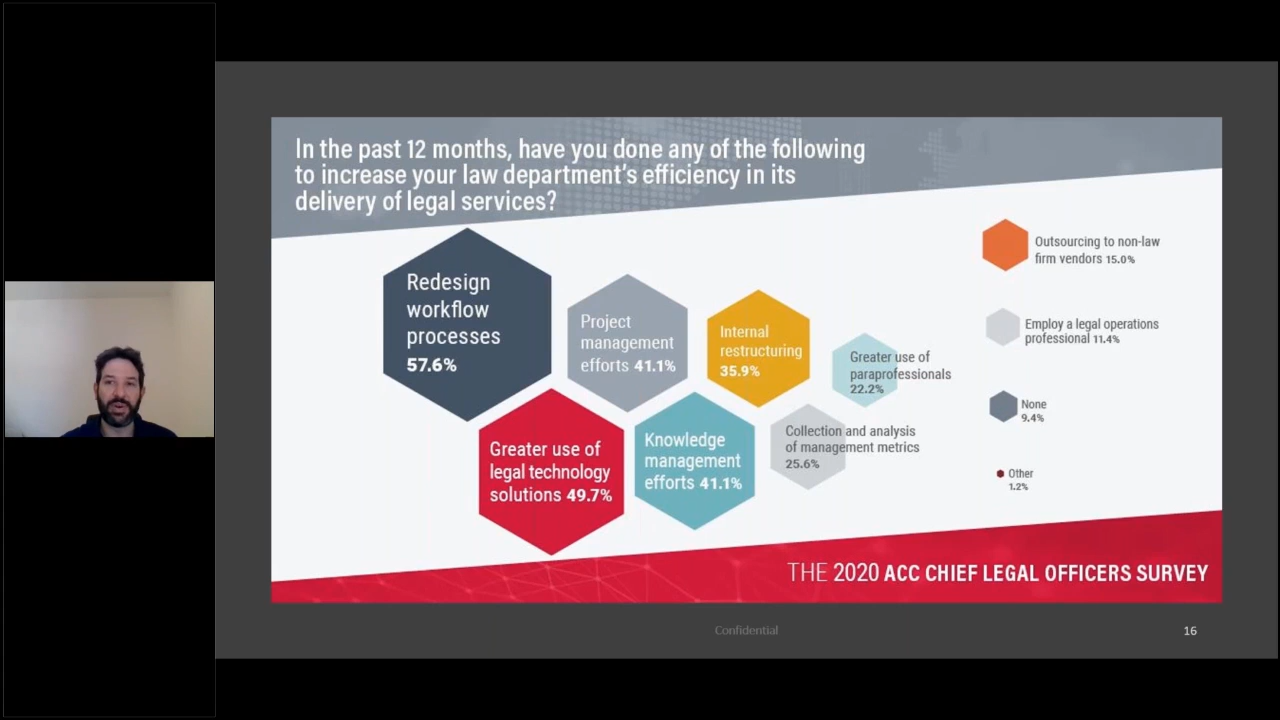 In the past 12 months, have you done any of the following
to increase your law department's efficiency in its
delivery of legal services?
Redesign
workflow
processes
57.6%
Project
management
efforts 41.1%
Internal
restructuring
35.9%
Greater use of
paraprofessionals
22.2%
Greater use of
legal technology
solutions 49.7%
Knowledge
management
efforts 41.1%
Collection and analysis
of management metrics
25.6%
Outsourcing to non-law
firm vendors 15.0%
Employ a legal operations
professional 11.4%
None
9.4%
Other
1.2%
THE 2020 ACC CHIEF LEGAL OFFICERS SURVEY
Confidential
16